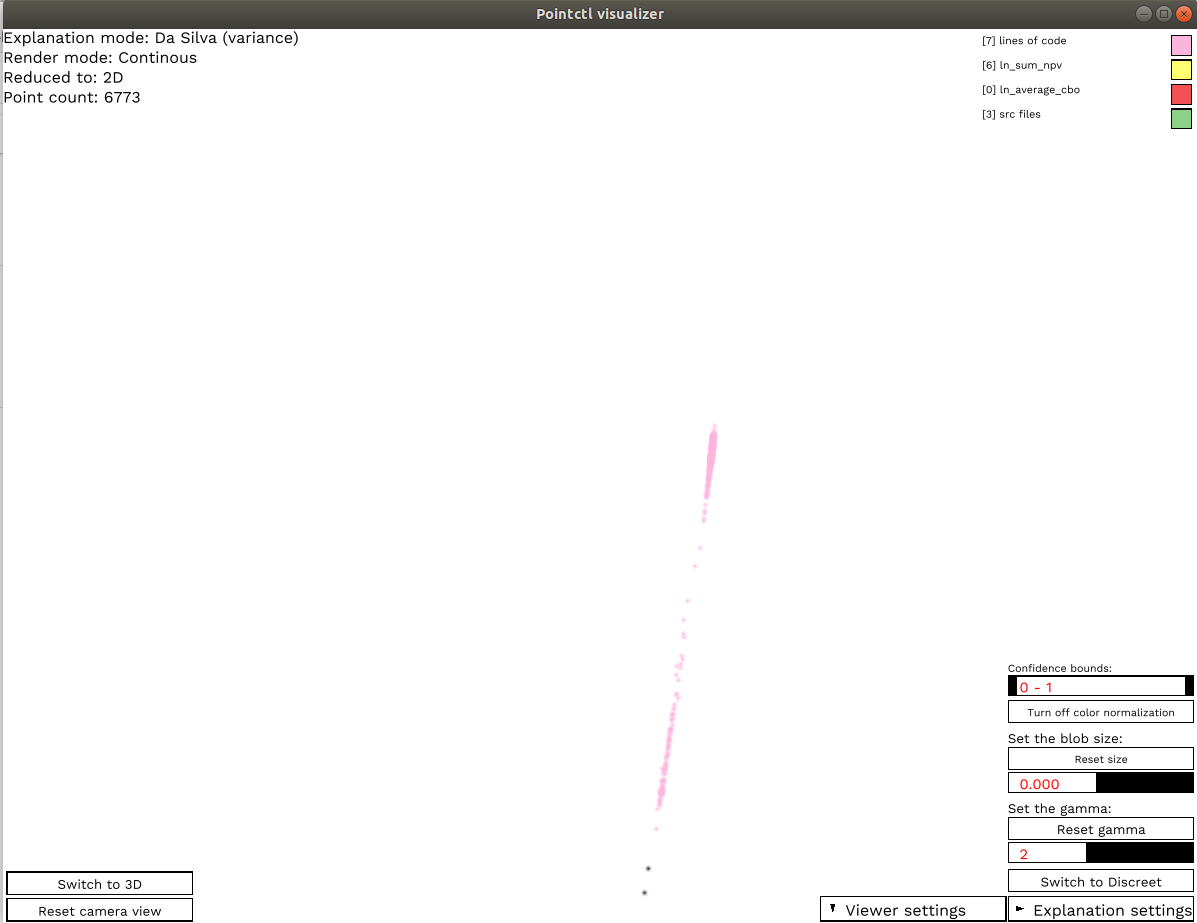 Pointctl visualizer
Explanation mode: Da Silva (variance)
Render mode: Continous
Reduced to: 2D
Point count: 6773
[7] lines of code
[6] ln_sum_npv
[0] ln_average_cbo
[3] src files
Confidence bounds:
0 - 1
Turn off color normalization
Set the blob size:
Reset size
0.000
Set the gamma:
Reset gamma
2
Switch to Discreet
Switch to 3D
Reset camera view
Viewer settings
Explanation settings